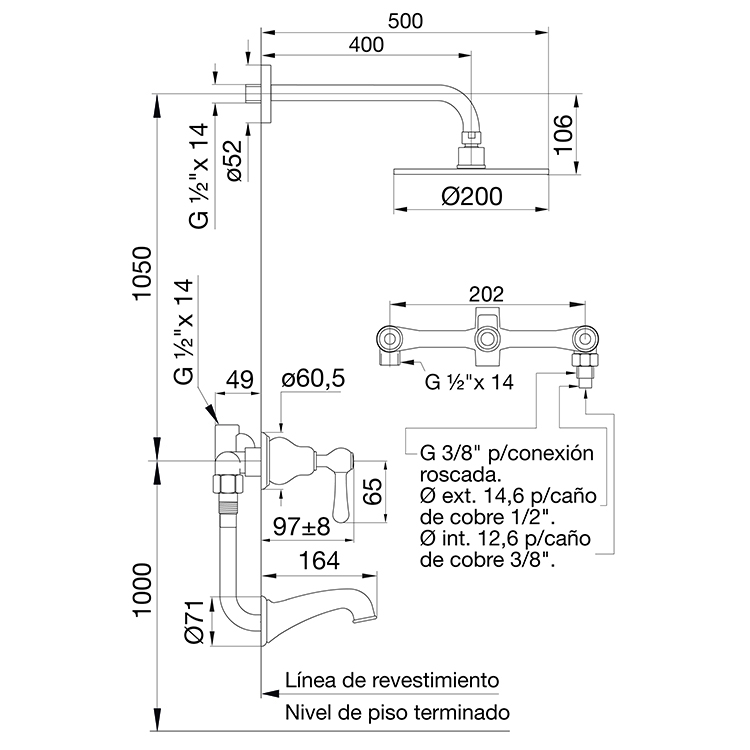 500
400
G ½"x 14
ø52
106
Ø200
1050
G ½"x 14
202
49
ø60,5
G ½"x 14
G 3/8" p/conexión
roscada.
Ø ext. 14,6 p/caño
de cobre 1/2".
Ø int. 12,6 p/caño
de cobre 3/8".
65
97±8
164
1000
Ø71
Línea de revestimiento
Nivel de piso terminado